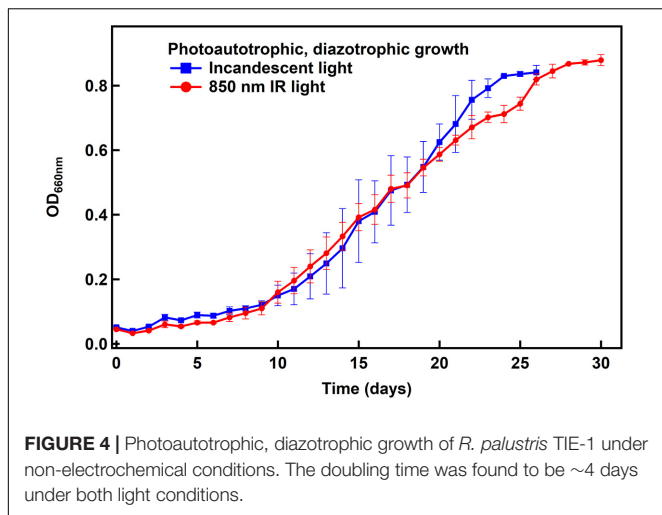 Photoautotrophic, diazotrophic growth
Incandescent light
850 nm IR light
OD660nm
0.8
0.6
0.4
0.2
0.0
0 5 10 15 20 25 30
Time (days)
FIGURE 4 | Photoautotrophic, diazotrophic growth of R. palustris TIE-1 under
non-electrochemical conditions. The doubling time was found to be ~4 days
under both light conditions.